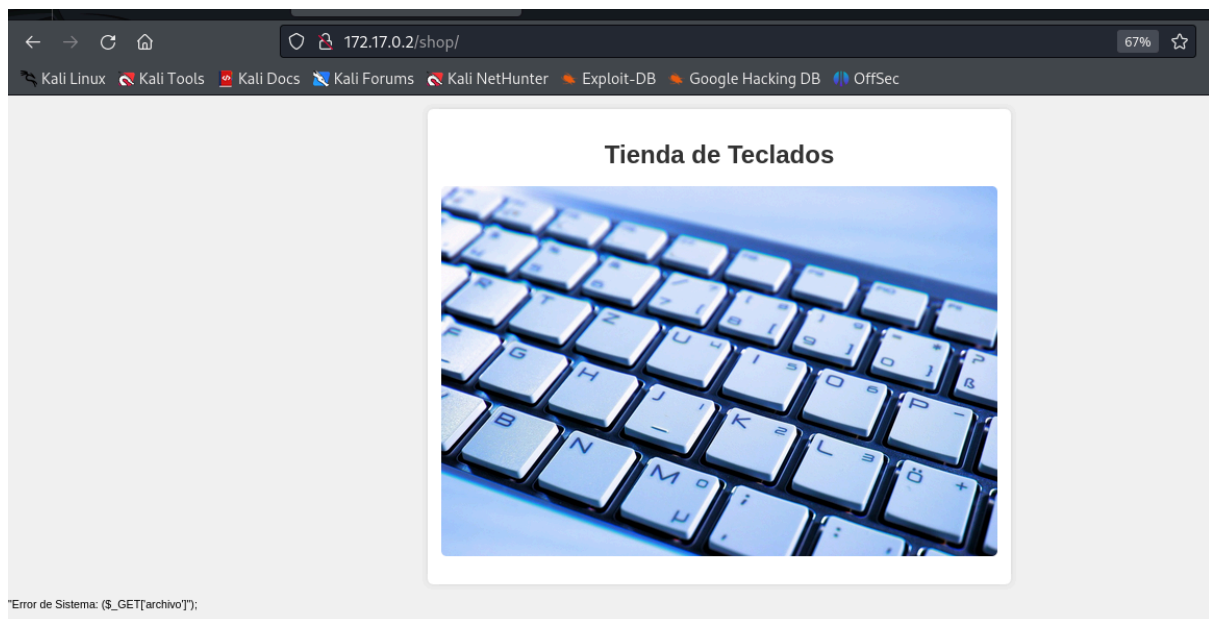 172.17.0.2/shop/
67%
Kali Linux Kali Tools Kali Docs Kali Forums Kali NetHunter Exploit-DB Google Hacking DB OffSec
Tienda de Teclados
"Error de Sistema: ($_GET['archivo']");